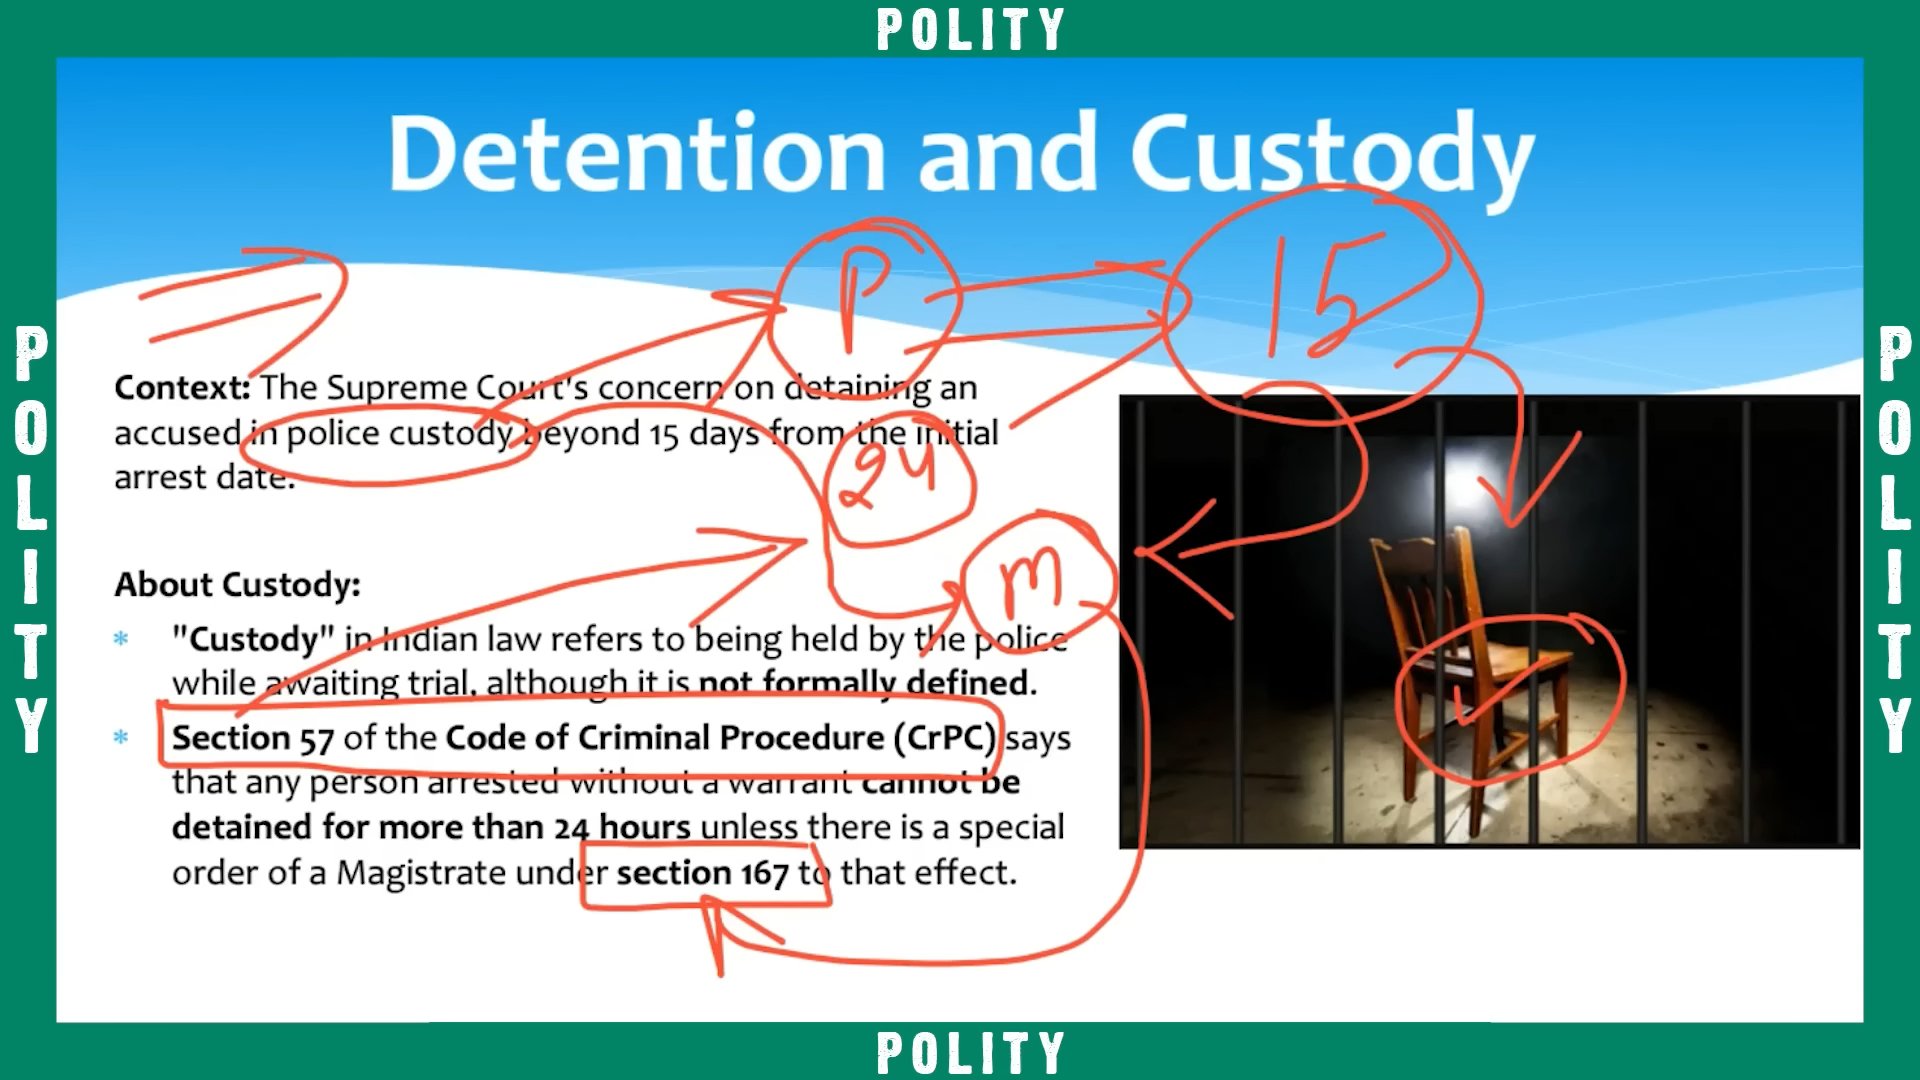 POLITY
Detention and Custody
P
15
Context: The Supreme Court's concern on detaining an
accused in police custody beyond 15 days from the initial
arrest date.
24
m
About Custody:
* "Custody" in Indian law refers to being held by the police
while awaiting trial, although it is not formally defined.
* Section 57 of the Code of Criminal Procedure (CrPC) says
that any person arrested without a warrant cannot be
detained for more than 24 hours unless there is a special
order of a Magistrate under section 167 to that effect.
POLITY
POLITY
POLITY